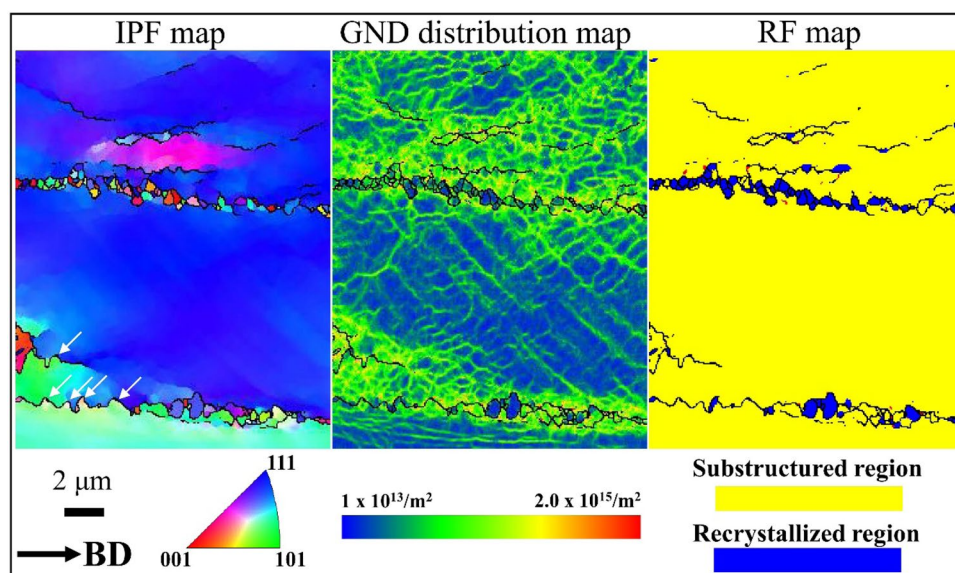 IPF map
GND distribution map
RF map
2 μm
BD
111
001
101
1 x 10¹³/m²
2.0 x 10¹⁵/m²
Substructured region
Recrystallized region